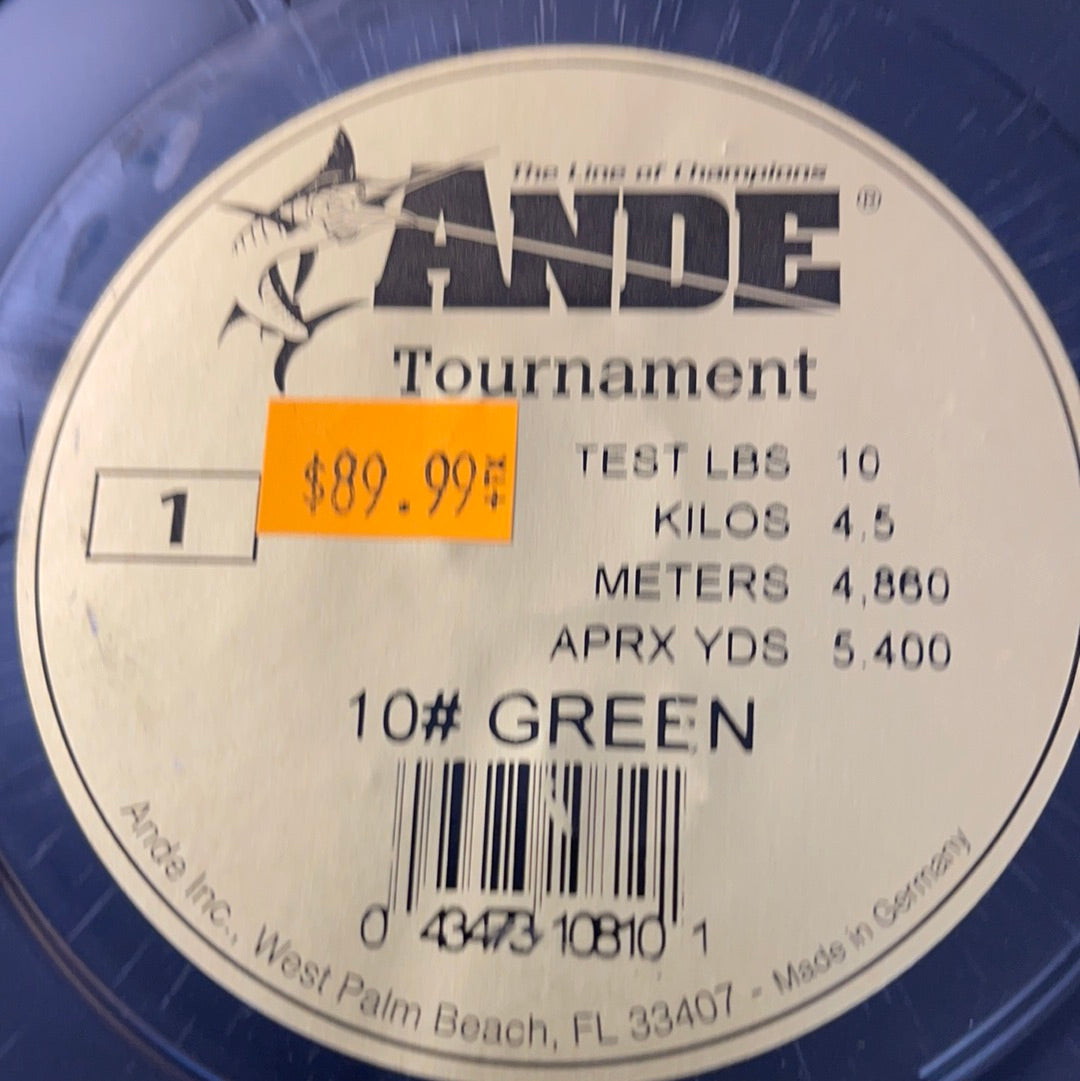 The Line of Champions
ANDE®
Tournament
$89.99
1
TEST LBS 10
KILOS 4.5
METERS 4,860
APRX YDS 5,400
10# GREEN
0 43473 10810 1
Ande Inc., West Palm Beach, FL 33407 - Made in Germany